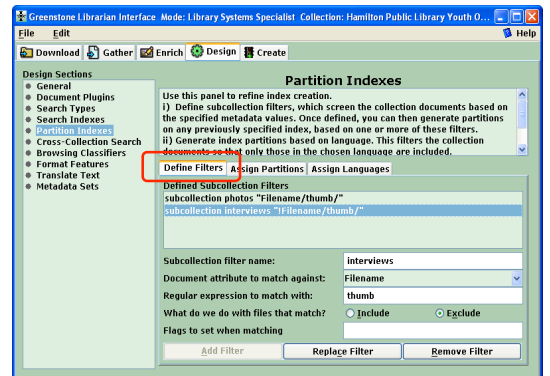 Greenstone Librarian Interface Mode: Library Systems Specialist Collection: Hamilton Public Library Youth O...
File Edit Help
Download Gather Enrich Design Create
Design Sections
General
Document Plugins
Search Types
Search Indexes
Partition Indexes
Cross-Collection Search
Browsing Classifiers
Format Features
Translate Text
Metadata Sets
Partition Indexes
Use this panel to refine index creation.
i) Define subcollection filters, which screen the collection documents based on
the specified metadata values. Once defined, you can then generate partitions
on any previously specified index, based on one or more of these filters.
ii) Generate index partitions based on language. This filters the collection
documents so that only those in the chosen language are included.
Define Filters Assign Partitions Assign Languages
Defined Subcollection Filters
subcollection photos "Filename/thumb/"
subcollection interviews "!Filename/thumb/"
Subcollection filter name: interviews
Document attribute to match against: Filename
Regular expression to match with: thumb
What do we do with files that match? Include Exclude
Flags to set when matching
Add Filter Replace Filter Remove Filter